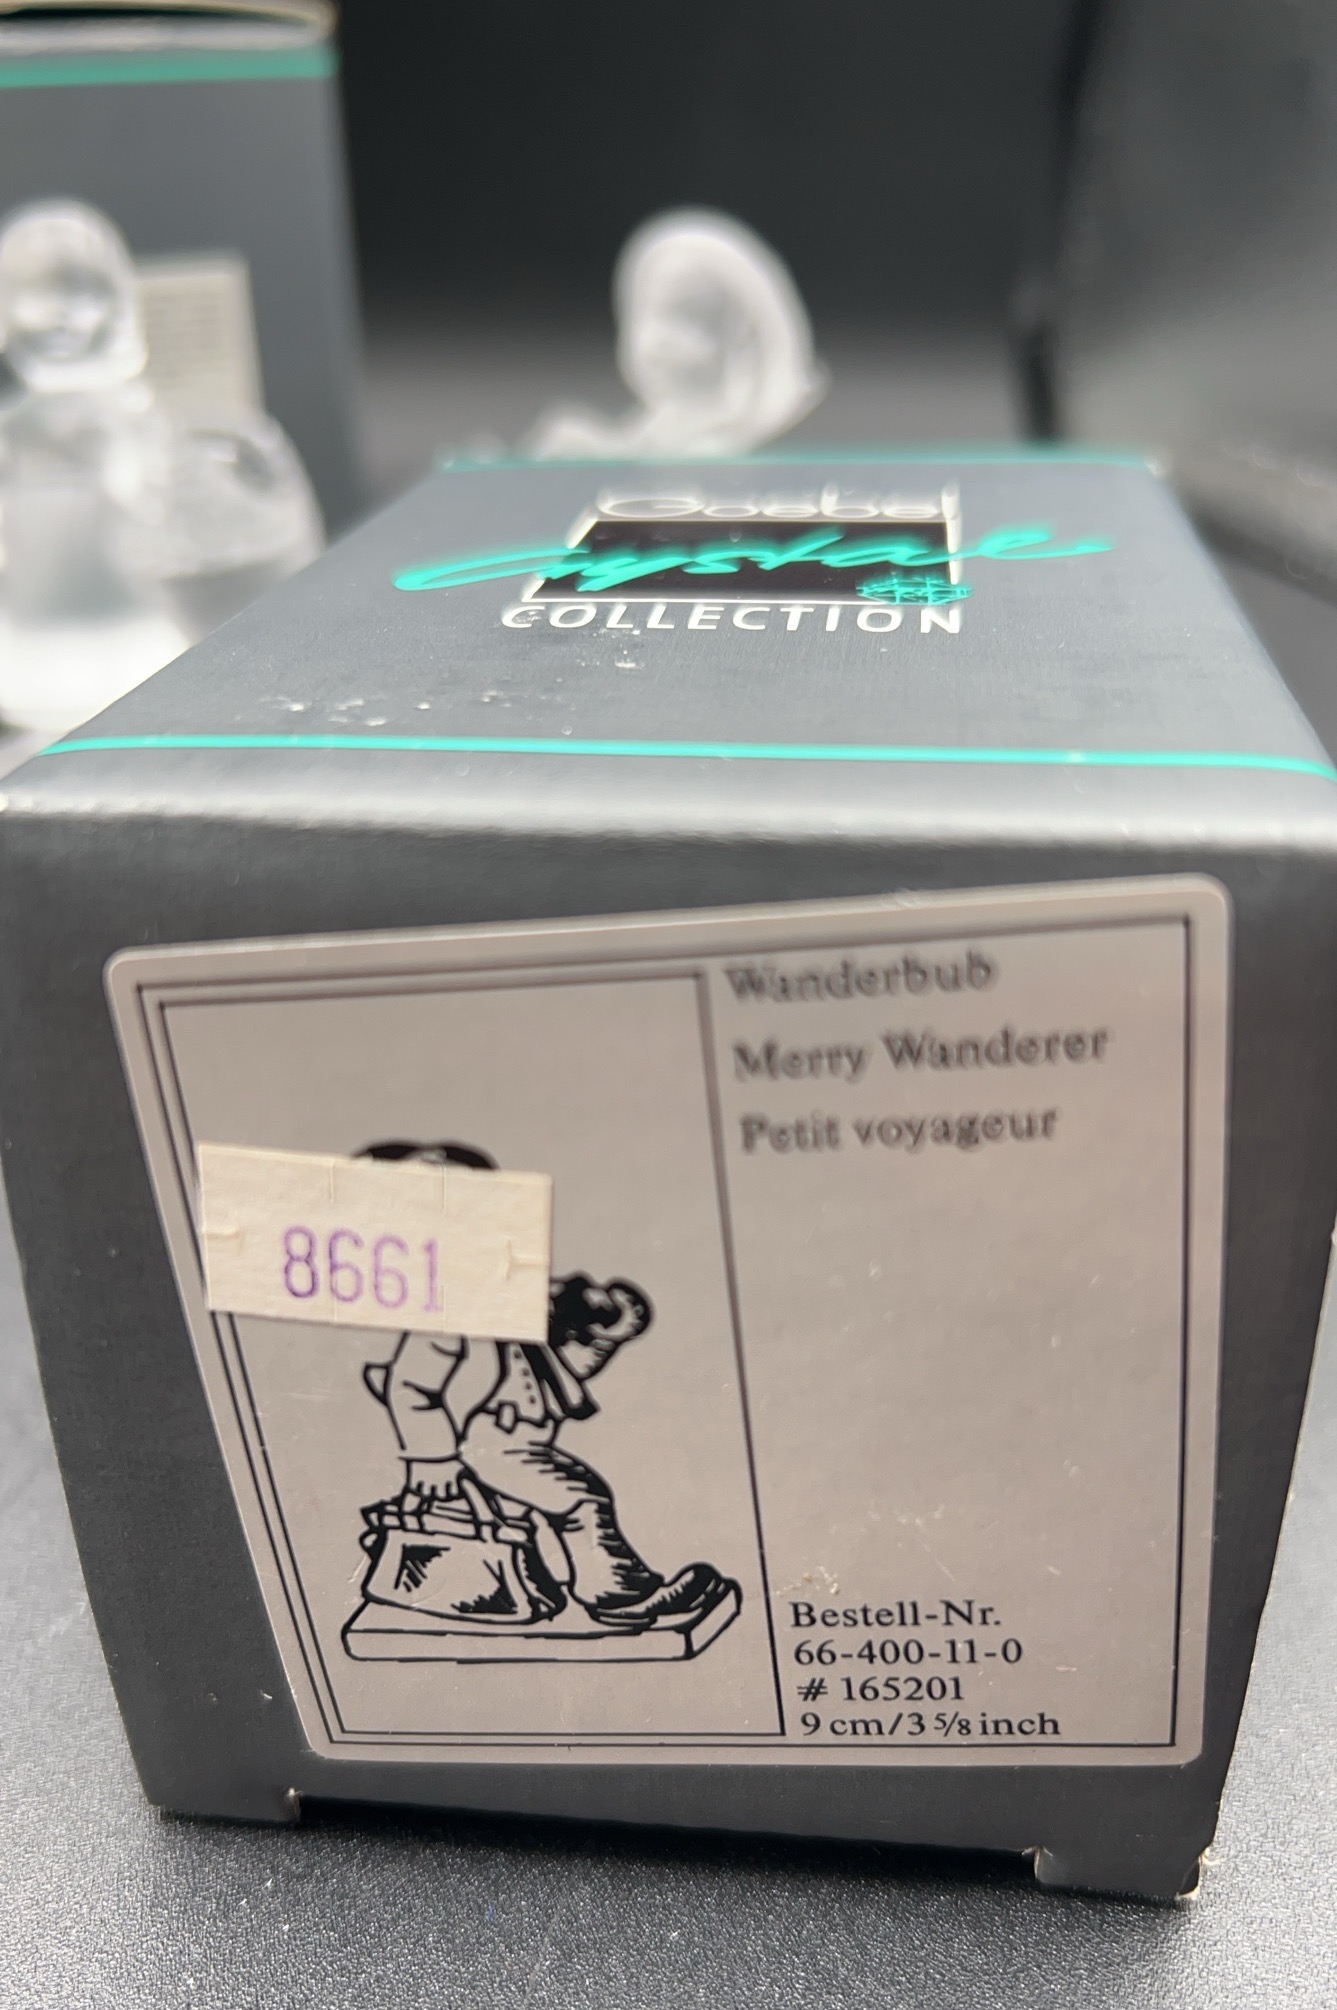 Goebel
Crystal
COLLECTION
Wanderbub
Merry Wanderer
Petit voyageur
8661
Bestell-Nr.
66-400-11-0
# 165201
9 cm/3 5/8 inch